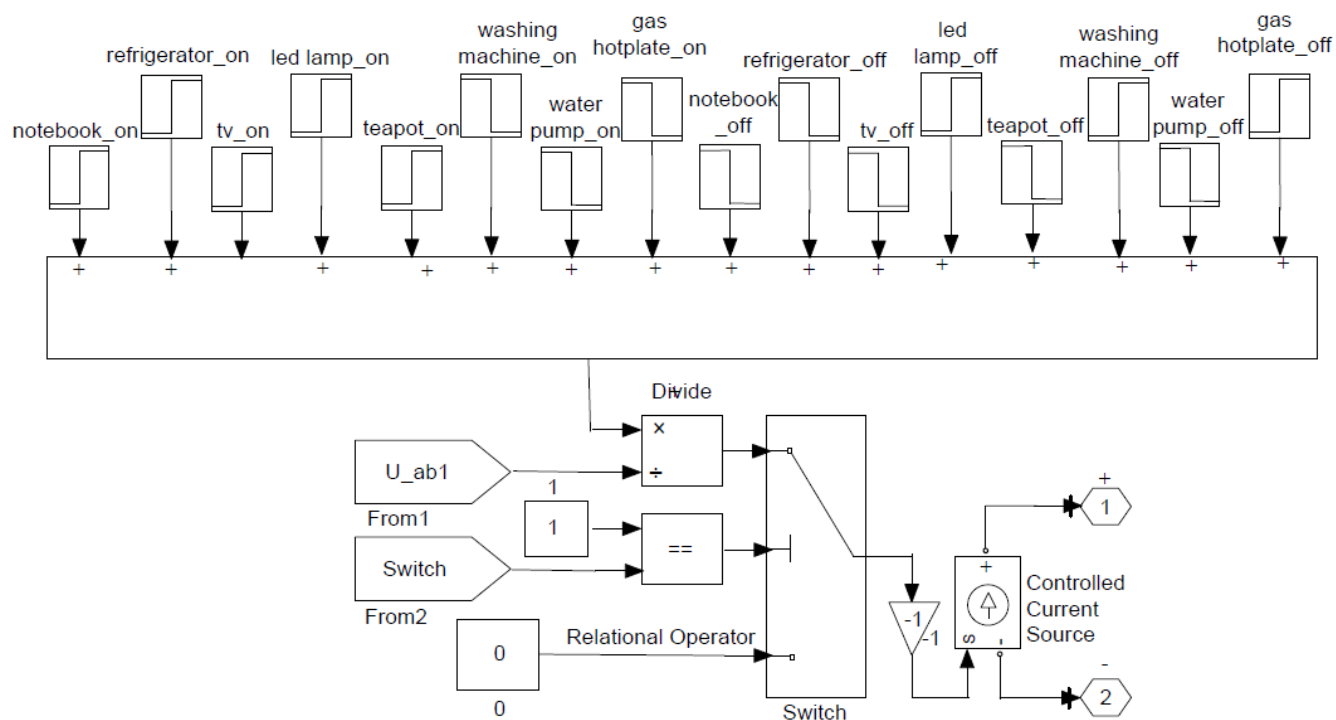 gas
hotplate_on
gas
hotplate_off
washing
machine_on
led
lamp_off
washing
machine_off
refrigerator_on
led lamp_on
refrigerator_off
water
pump_on
notebook
_off
water
pump_off
notebook_on
tv_on
teapot_on
tv_off
teapot_off
+ + + + + + + + + + + + + + +
Divide
×
÷
U_ab1
From1
1
1
==
Switch
From2
Relational Operator
0
0
Switch
-1
-1
+
s
-
Controlled
Current
Source
+
1
-
2